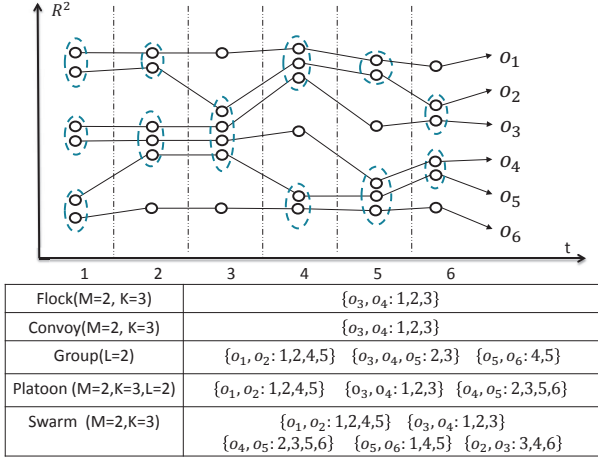 R²
o₁
o₂
o₃
o₄
o₅
o₆
t
1 2 3 4 5 6
Flock(M=2, K=3) {o₃, o₄: 1,2,3}
Convoy(M=2, K=3) {o₃, o₄: 1,2,3}
Group(L=2) {o₁, o₂: 1,2,4,5} {o₃, o₄, o₅: 2,3} {o₅, o₆: 4,5}
Platoon (M=2,K=3,L=2) {o₁, o₂: 1,2,4,5} {o₃, o₄: 1,2,3} {o₄, o₅: 2,3,5,6}
Swarm (M=2,K=3) {o₁, o₂: 1,2,4,5} {o₃, o₄: 1,2,3}
{o₄, o₅: 2,3,5,6} {o₅, o₆: 1,4,5} {o₂, o₃: 3,4,6}